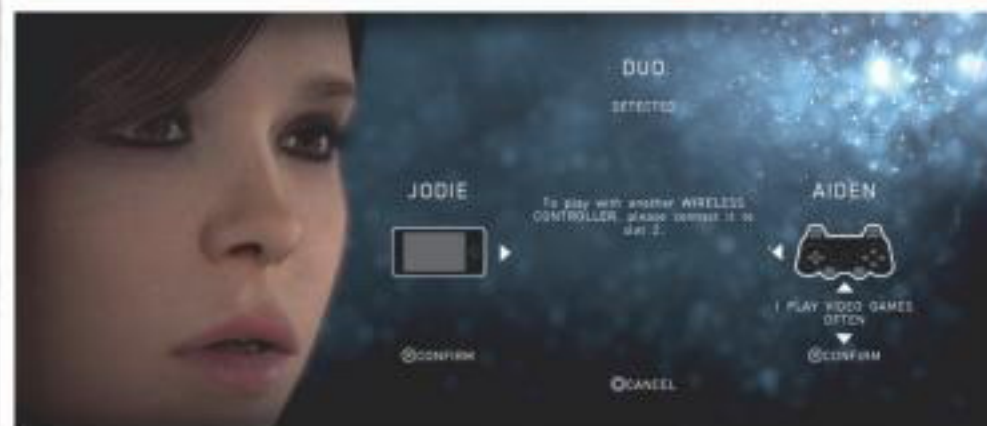 DUO
DETECTED
JODIE
To play with another WIRELESS
CONTROLLER, please connect it to
slot 2.
AIDEN
I PLAY VIDEO GAMES
OFTEN
CONFIRM
CONFIRM
CANCEL